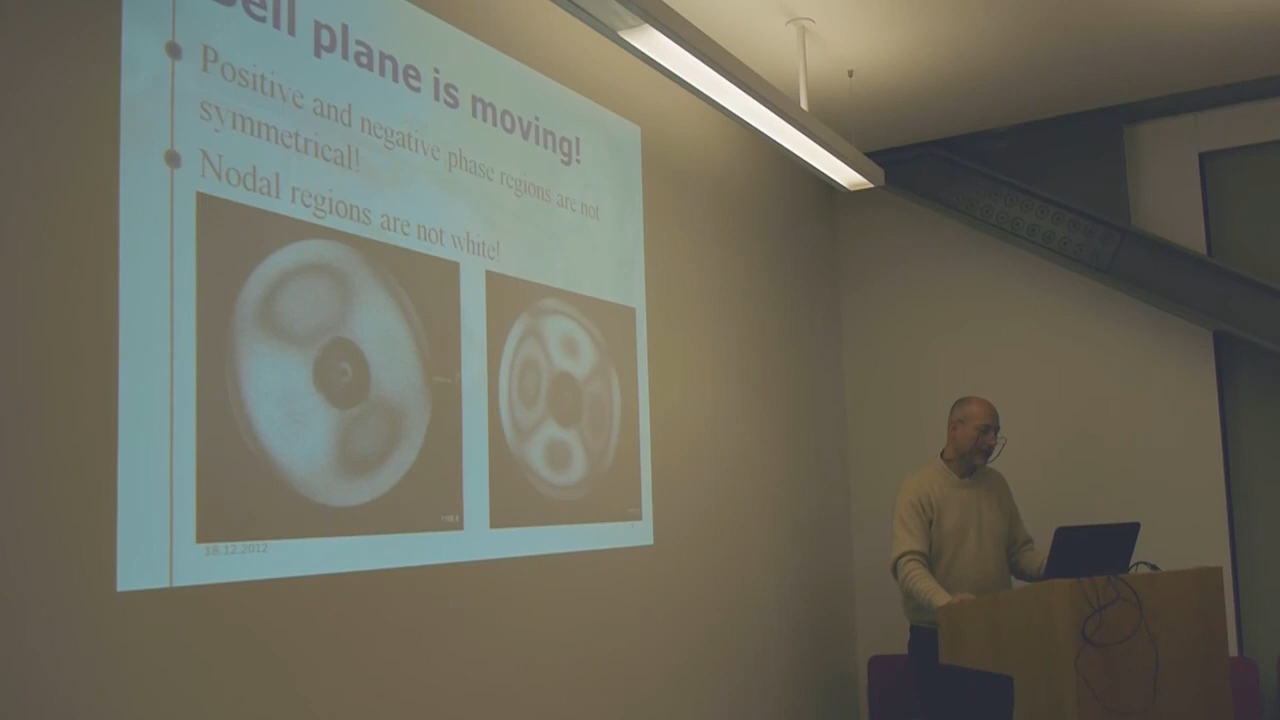 Bell plane is moving!
Positive and negative phase regions are not
symmetrical!
Nodal regions are not white!
18.12.2012